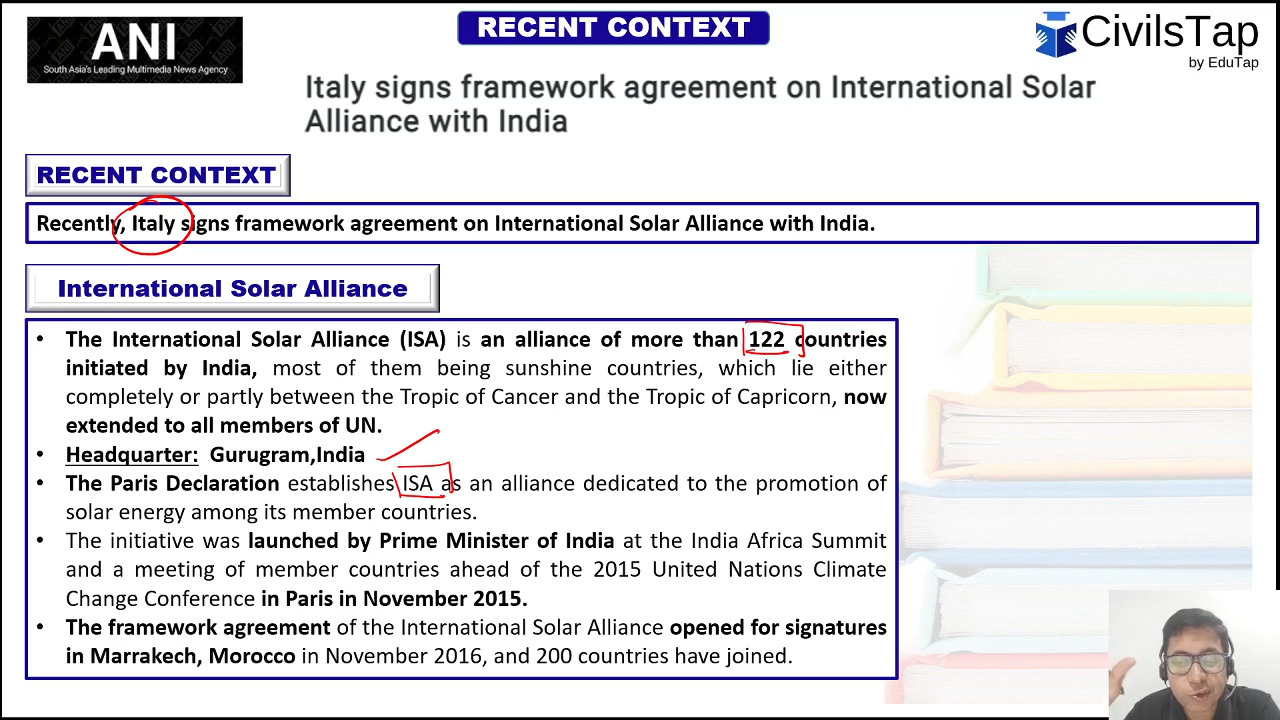 ANI
South Asia's Leading Multimedia News Agency
RECENT CONTEXT
CivilsTap
by EduTap
Italy signs framework agreement on International Solar
Alliance with India
RECENT CONTEXT
Recently, Italy signs framework agreement on International Solar Alliance with India.
International Solar Alliance
• The International Solar Alliance (ISA) is an alliance of more than 122 countries
initiated by India, most of them being sunshine countries, which lie either
completely or partly between the Tropic of Cancer and the Tropic of Capricorn, now
extended to all members of UN.
• Headquarter: Gurugram,India
• The Paris Declaration establishes ISA as an alliance dedicated to the promotion of
solar energy among its member countries.
• The initiative was launched by Prime Minister of India at the India Africa Summit
and a meeting of member countries ahead of the 2015 United Nations Climate
Change Conference in Paris in November 2015.
• The framework agreement of the International Solar Alliance opened for signatures
in Marrakech, Morocco in November 2016, and 200 countries have joined.